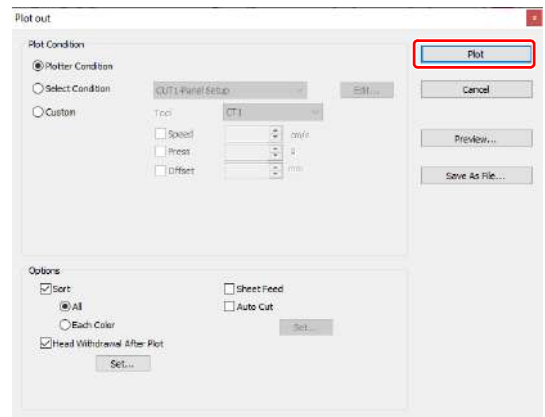 Plot out
Plot Condition
Plotter Condition
Select Condition
CUT1-Panel Setup
Edit...
Custom
Tool
CT1
Speed
cm/s
Press
g
Offset
mm
Plot
Cancel
Preview...
Save As File...
Options
Sort
All
Each Color
Head Withdrawal After Plot
Set...
Sheet Feed
Auto Cut
Set...